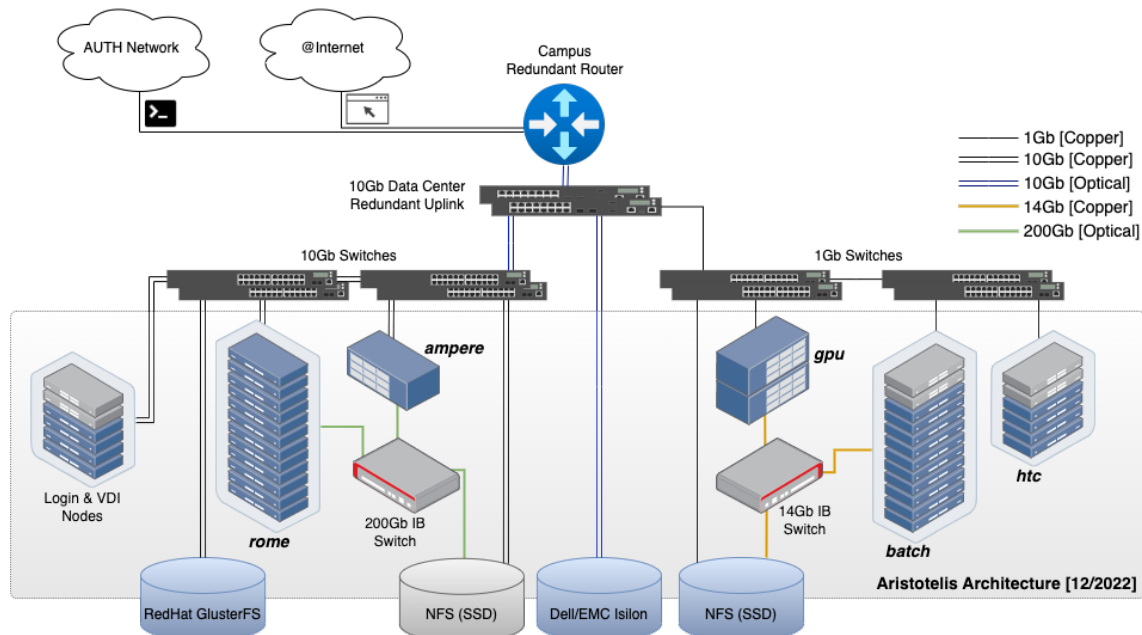 AUTH Network
@Internet
Campus
Redundant Router
1Gb [Copper]
10Gb [Copper]
10Gb [Optical]
14Gb [Copper]
200Gb [Optical]
10Gb Data Center
Redundant Uplink
10Gb Switches
1Gb Switches
ampere
gpu
Login & VDI
Nodes
rome
200Gb IB
Switch
14Gb IB
Switch
batch
htc
RedHat GlusterFS
NFS (SSD)
Dell/EMC Isilon
NFS (SSD)
Aristotelis Architecture [12/2022]